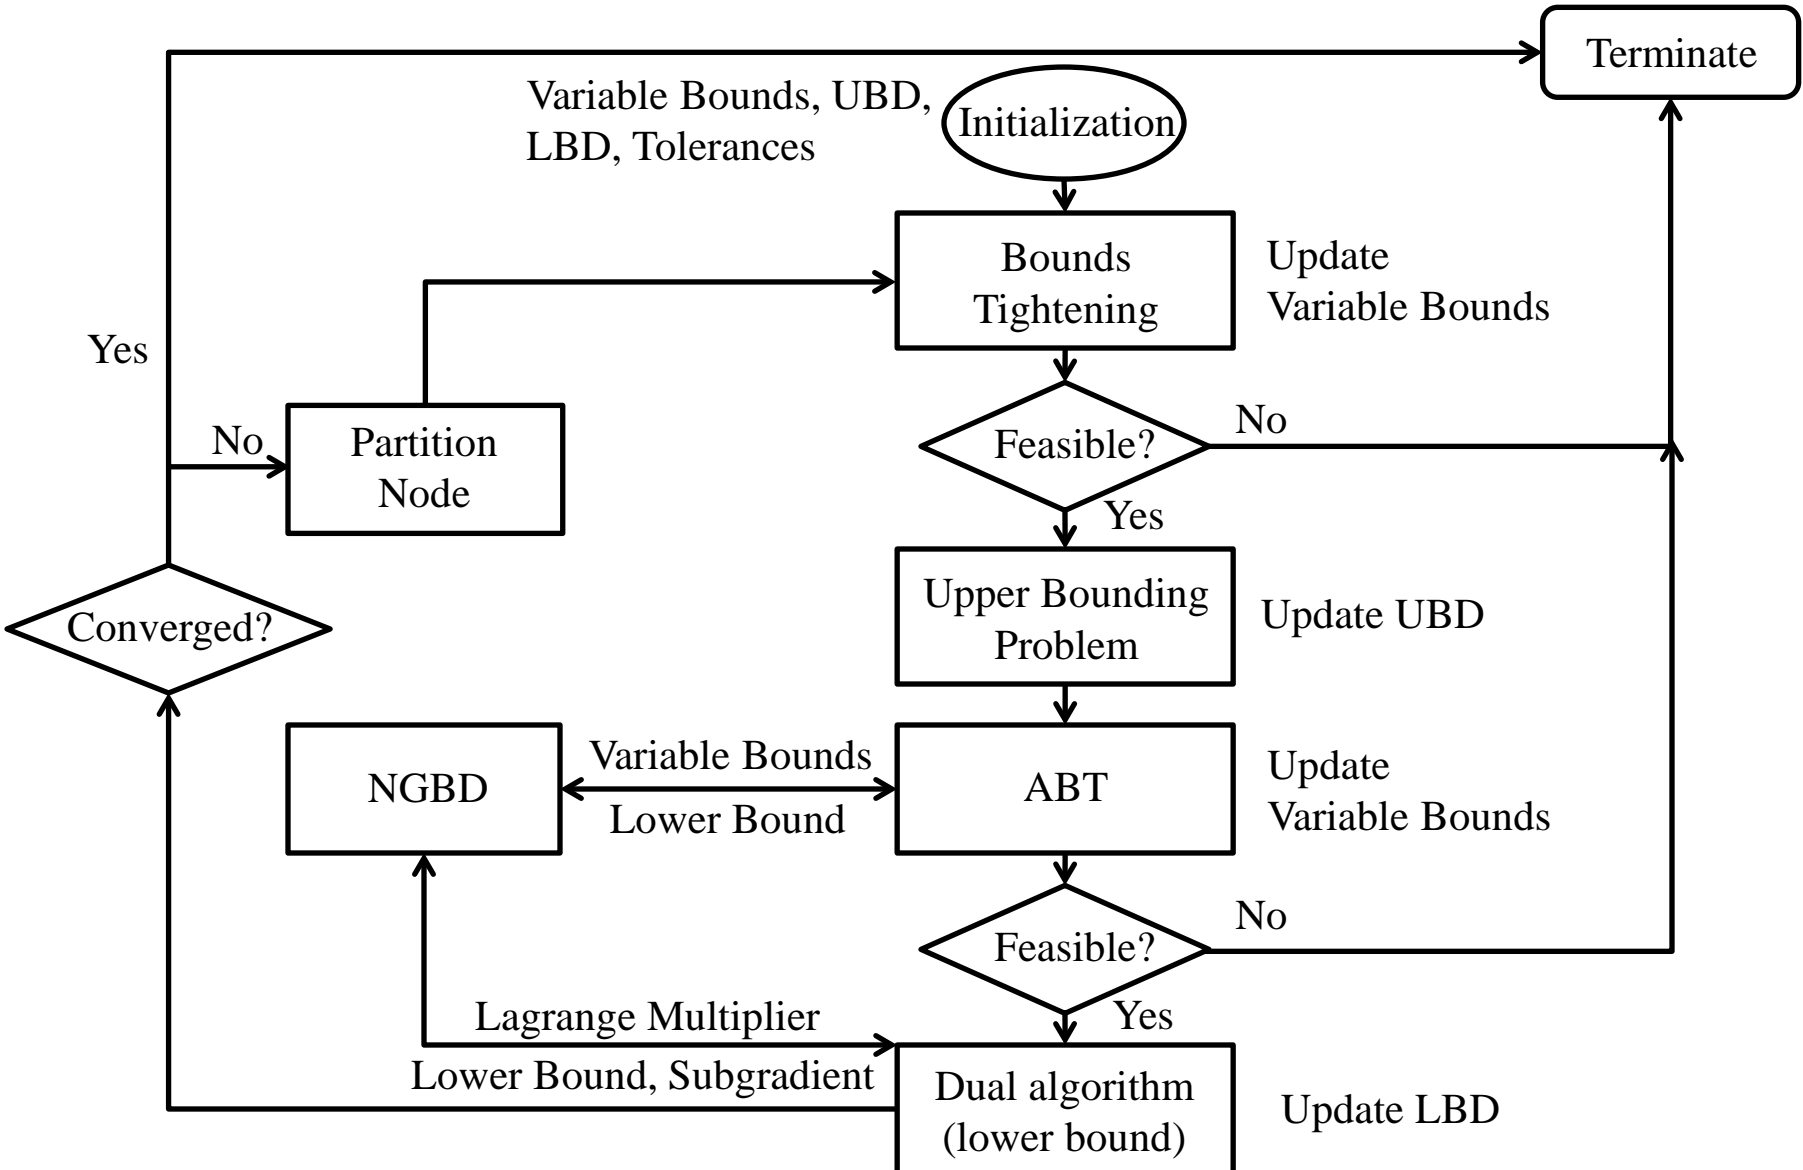 Terminate
Variable Bounds, UBD,
LBD, Tolerances
Initialization
Bounds
Tightening
Update
Variable Bounds
Yes
No
Partition
Node
Feasible?
No
Yes
Upper Bounding
Problem
Update UBD
Converged?
NGBD
Variable Bounds
Lower Bound
ABT
Update
Variable Bounds
Feasible?
No
Yes
Lagrange Multiplier
Lower Bound, Subgradient
Dual algorithm
(lower bound)
Update LBD